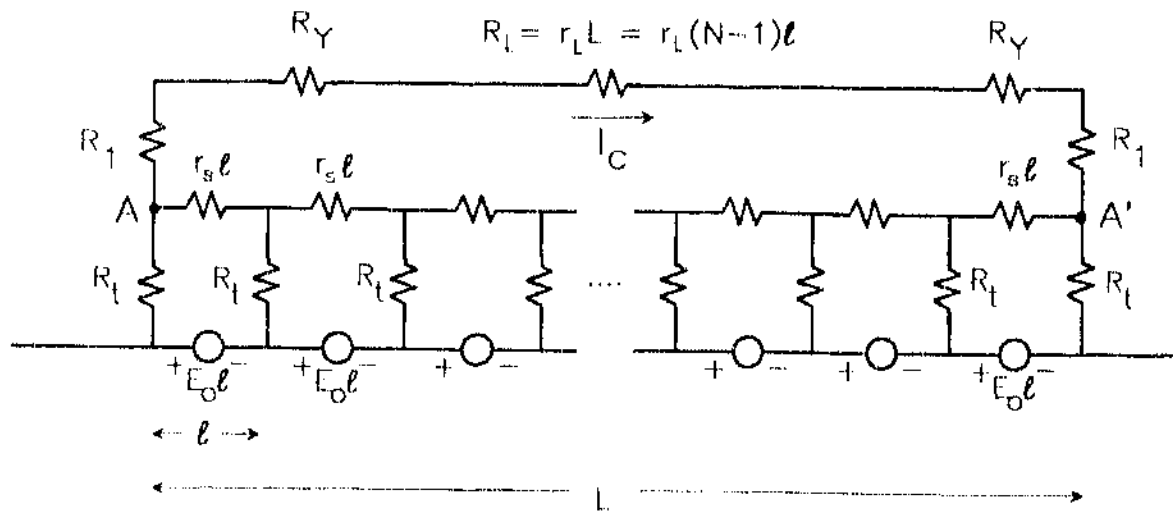 R_Y
R_L = r_L L = r_L (N-1)ℓ
R_Y
R_1
I_C
R_1
r_s ℓ
r_s ℓ
r_s ℓ
A
A'
R_t
R_t
R_t
....
R_t
R_t
+ - + - + - + - + - + -
E_o ℓ
E_o ℓ
E_o ℓ
ℓ
L